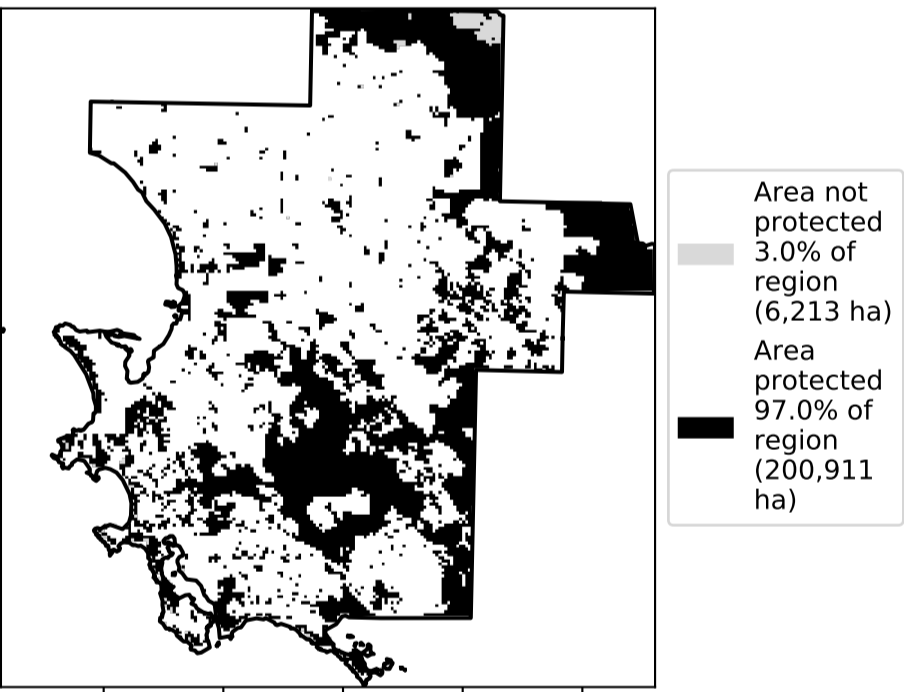 Area not
protected
3.0% of
region
(6,213 ha)
Area
protected
97.0% of
region
(200,911
ha)